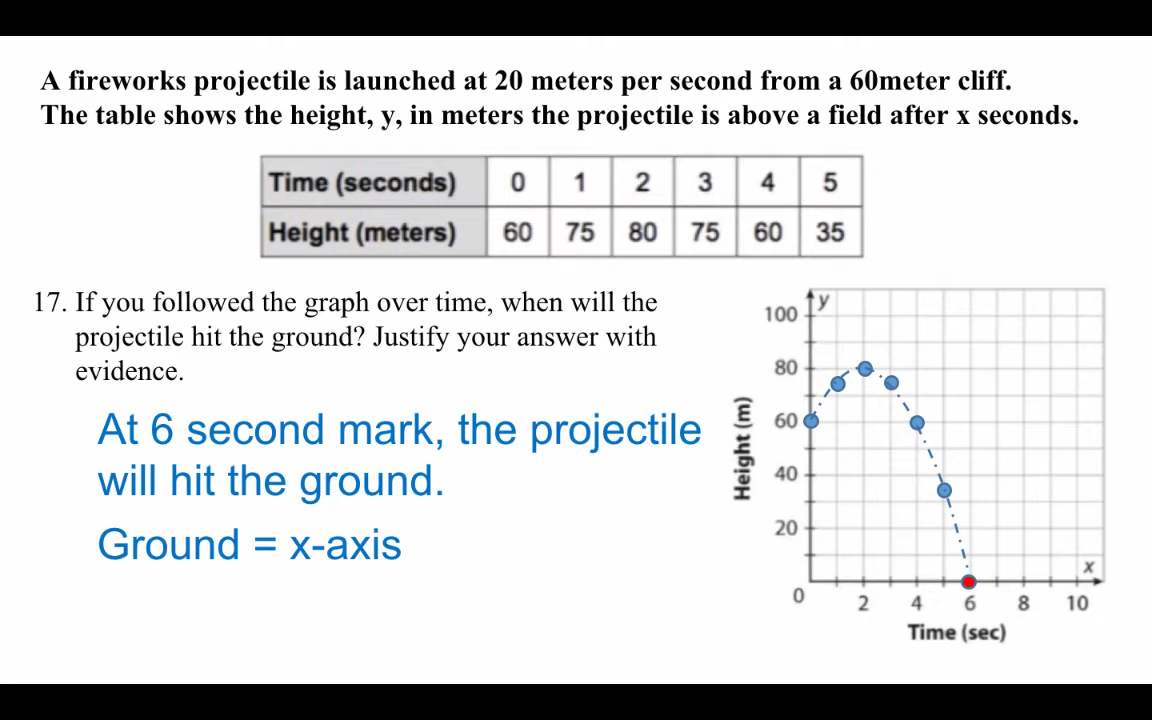 A fireworks projectile is launched at 20 meters per second from a 60meter cliff.
The table shows the height, y, in meters the projectile is above a field after x seconds.
Time (seconds) 0 1 2 3 4 5
Height (meters) 60 75 80 75 60 35
17. If you followed the graph over time, when will the
projectile hit the ground? Justify your answer with
evidence.
At 6 second mark, the projectile
will hit the ground.
Ground = x-axis
y
100
80
60
40
20
0
Height (m)
x
2 4 6 8 10
Time (sec)